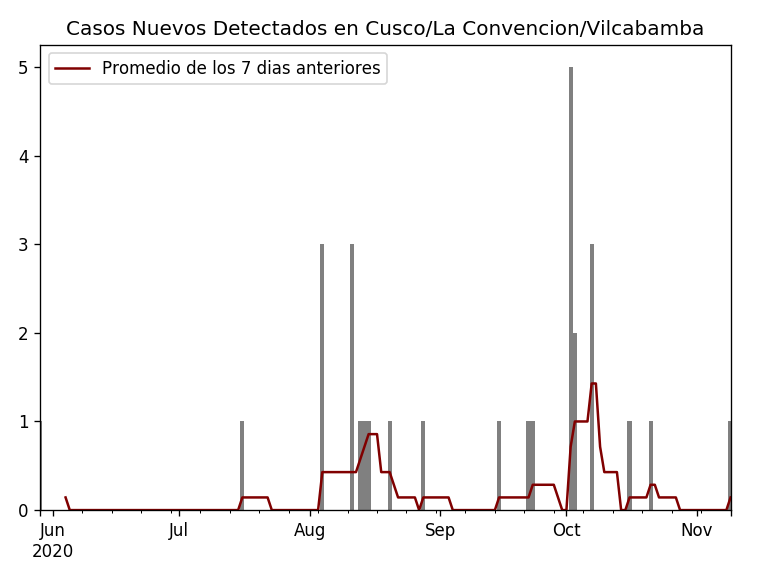 Casos Nuevos Detectados en Cusco/La Convencion/Vilcabamba
Promedio de los 7 dias anteriores
5
4
3
2
1
0
Jun Jul Aug Sep Oct Nov
2020